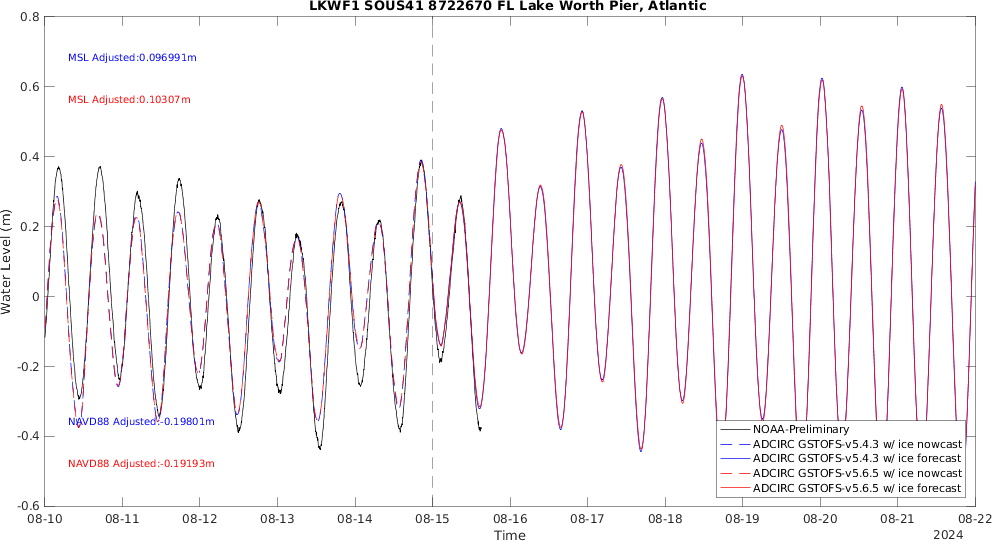 LKWF1 SOUS41 8722670 FL Lake Worth Pier, Atlantic
0.8
0.6
0.4
0.2
0
-0.2
-0.4
-0.6
Water Level (m)
MSL Adjusted:0.096991m
MSL Adjusted:0.10307m
NAVD88 Adjusted:-0.19801m
NAVD88 Adjusted:-0.19193m
NOAA-Preliminary
ADCIRC GSTOFS-v5.4.3 w/ ice nowcast
ADCIRC GSTOFS-v5.4.3 w/ ice forecast
ADCIRC GSTOFS-v5.6.5 w/ ice nowcast
ADCIRC GSTOFS-v5.6.5 w/ ice forecast
08-10 08-11 08-12 08-13 08-14 08-15 08-16 08-17 08-18 08-19 08-20 08-21 08-22
Time
2024